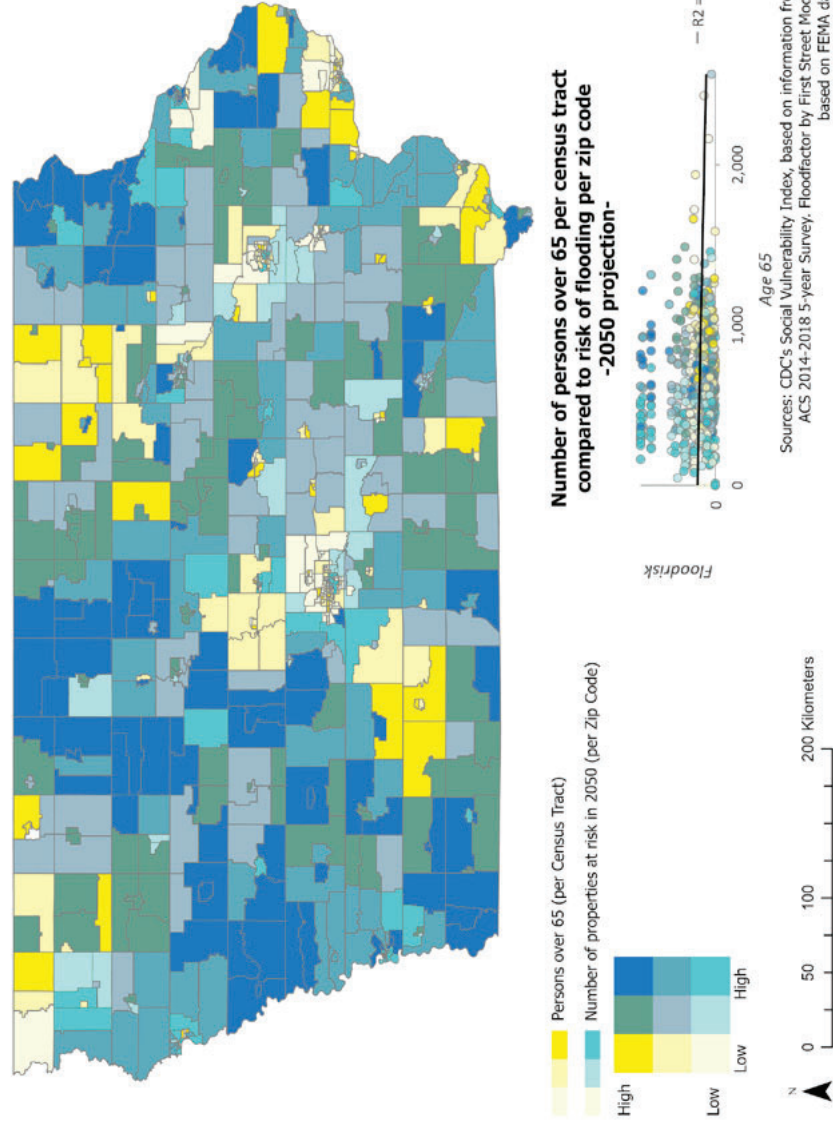 Number of persons over 65 per census tract
compared to risk of flooding per zip code
-2050 projection-
Persons over 65 (per Census Tract)
Number of properties at risk in 2050 (per Zip Code)
High
Low
Low
High
Floodrisk
0
0
1,000
2,000
Age 65
— R2 =
N
0
50
100
200 Kilometers
Sources: CDC's Social Vulnerability Index, based on information
ACS 2014-2018 5-year Survey. Floodfactor by First Street
based on FEMA